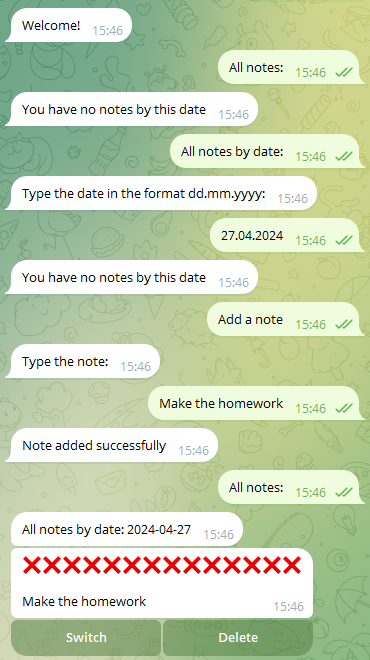 Welcome! 15:46
All notes: 15:46
You have no notes by this date 15:46
All notes by date: 15:46
Type the date in the format dd.mm.yyyy: 15:46
27.04.2024 15:46
You have no notes by this date 15:46
Add a note 15:46
Type the note: 15:46
Make the homework 15:46
Note added successfully 15:46
All notes: 15:46
All notes by date: 2024-04-27 15:46
❌❌❌❌❌❌❌❌❌❌❌❌❌❌
Make the homework 15:46
Switch Delete